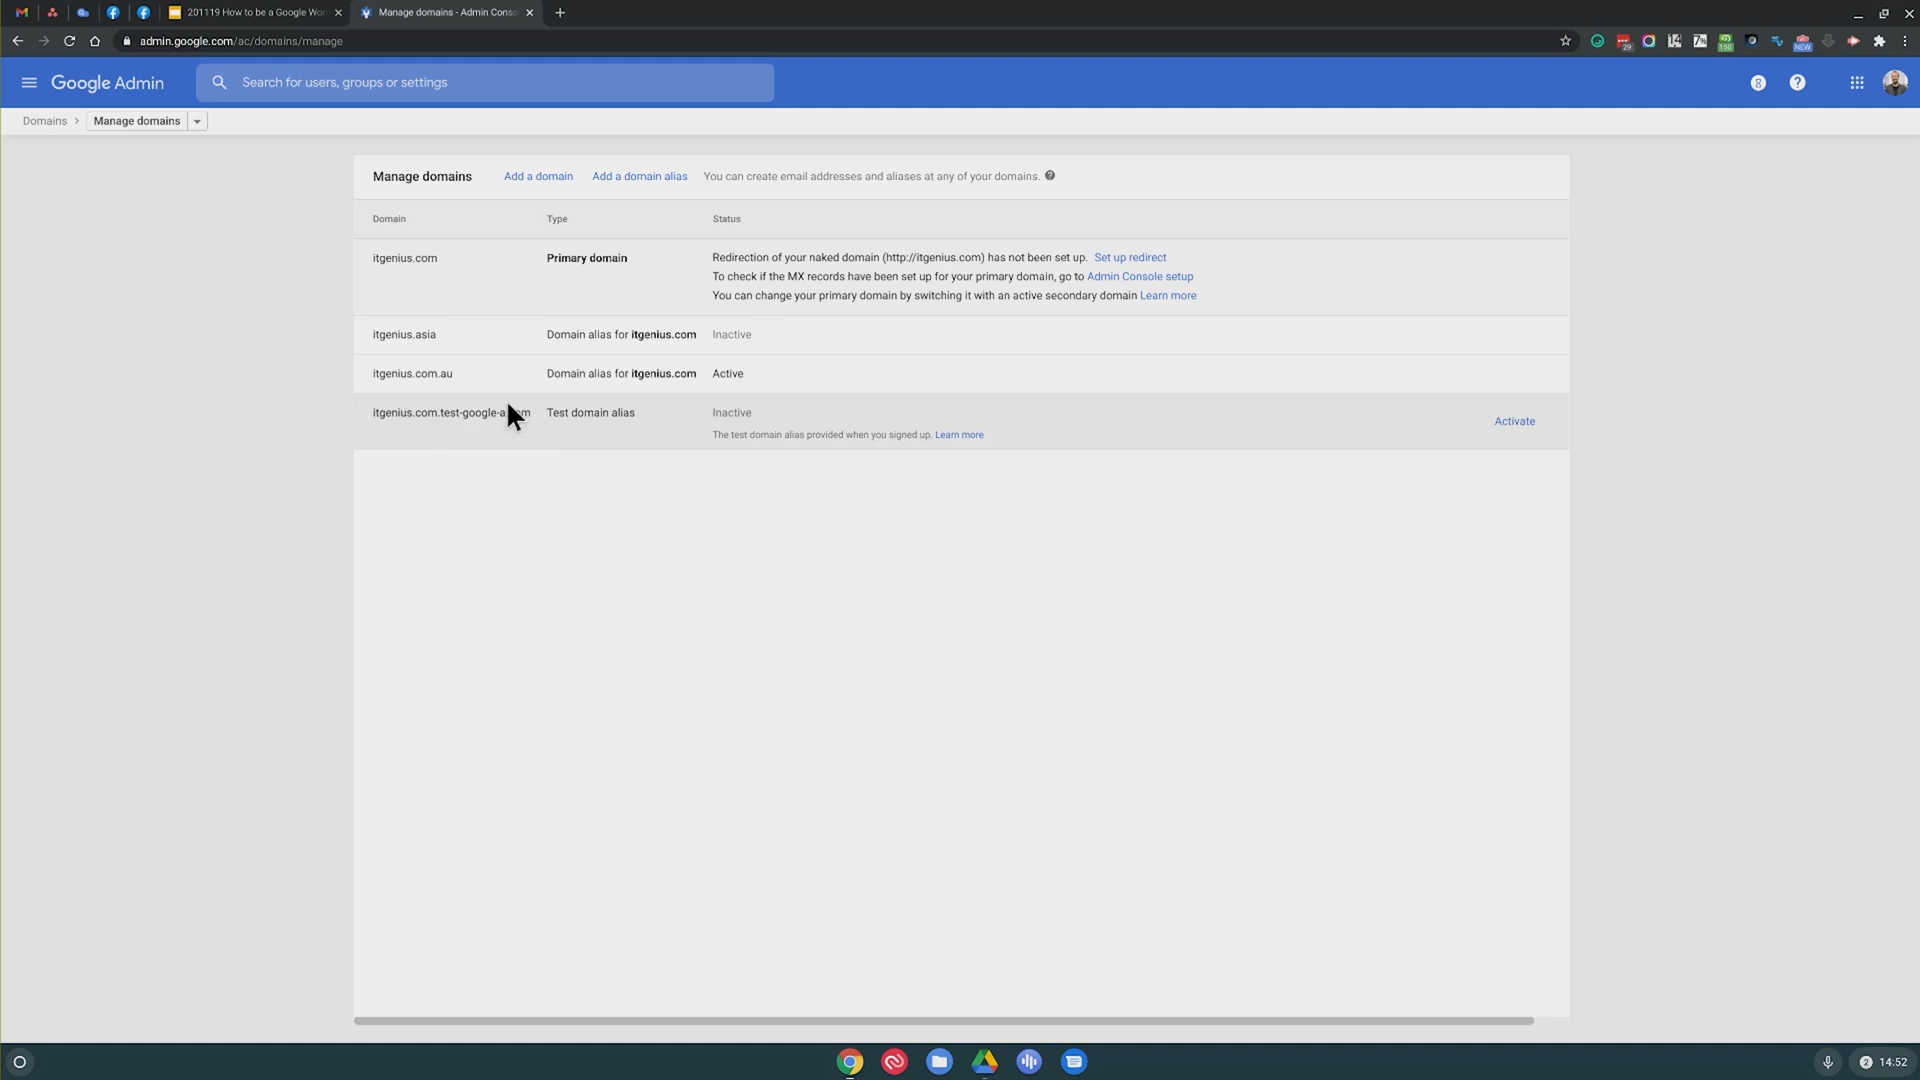 201119 How to be a Google Wor
Manage domains - Admin Conso
admin.google.com/ac/domains/manage
29
150
NEW
Google Admin
Search for users, groups or settings
Domains
Manage domains
Manage domains
Add a domain
Add a domain alias
You can create email addresses and aliases at any of your domains.
Domain
Type
Status
itgenius.com
Primary domain
Redirection of your naked domain (http://itgenius.com) has not been set up. Set up redirect
To check if the MX records have been set up for your primary domain, go to Admin Console setup
You can change your primary domain by switching it with an active secondary domain Learn more
itgenius.asia
Domain alias for itgenius.com
Inactive
itgenius.com.au
Domain alias for itgenius.com
Active
Test domain alias
Inactive
Activate
The test domain alias provided when you signed up. Learn more
2
14:52